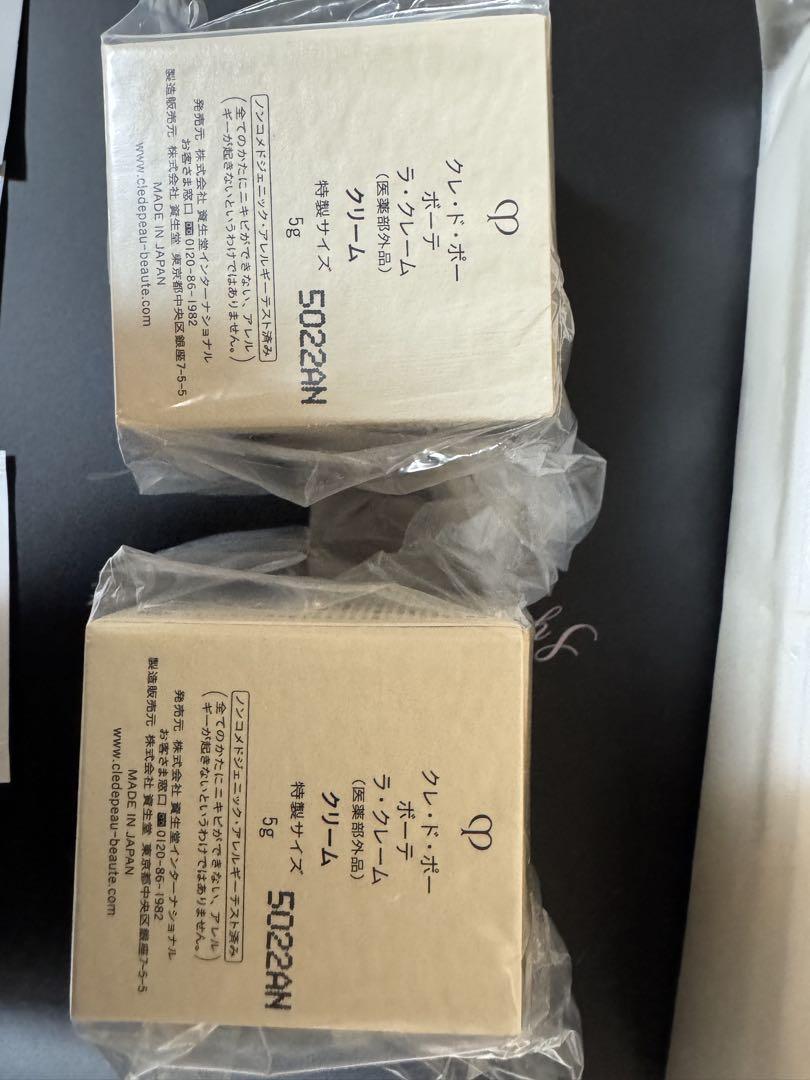 クレ・ド・ポー
ボーテ
ラ・クレーム
(医薬部外品)
クリーム
特製サイズ
5g
5022AN
ノンコメドジェニック・アレルギーテスト済み
(全てのかたにニキビができない、アレル
ギーが起きないというわけではありません。)
発売元 株式会社 資生堂インターナショナル
お客さま窓口 0120-86-1982
製造販売元 株式会社 資生堂 東京都中央区銀座7-5-5
MADE IN JAPAN
www.cledepeau-beaute.com
クレ・ド・ポー
ボーテ
ラ・クレーム
(医薬部外品)
クリーム
特製サイズ
5g
5022AN
ノンコメドジェニック・アレルギーテスト済み
(全てのかたにニキビができない、アレル
ギーが起きないというわけではありません。)
発売元 株式会社 資生堂インターナショナル
お客さま窓口 0120-86-1982
製造販売元 株式会社 資生堂 東京都中央区銀座7-5-5
MADE IN JAPAN
www.cledepeau-beaute.com